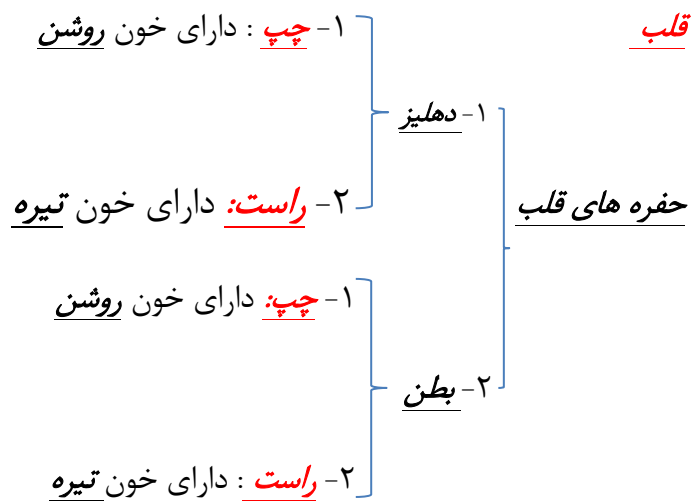 قلب
حفره های قلب
۱- دهلیز
۱- چپ : دارای خون روشن
۲- راست: دارای خون تیره
۲- بطن
۱- چپ: دارای خون روشن
۲- راست : دارای خون تیره